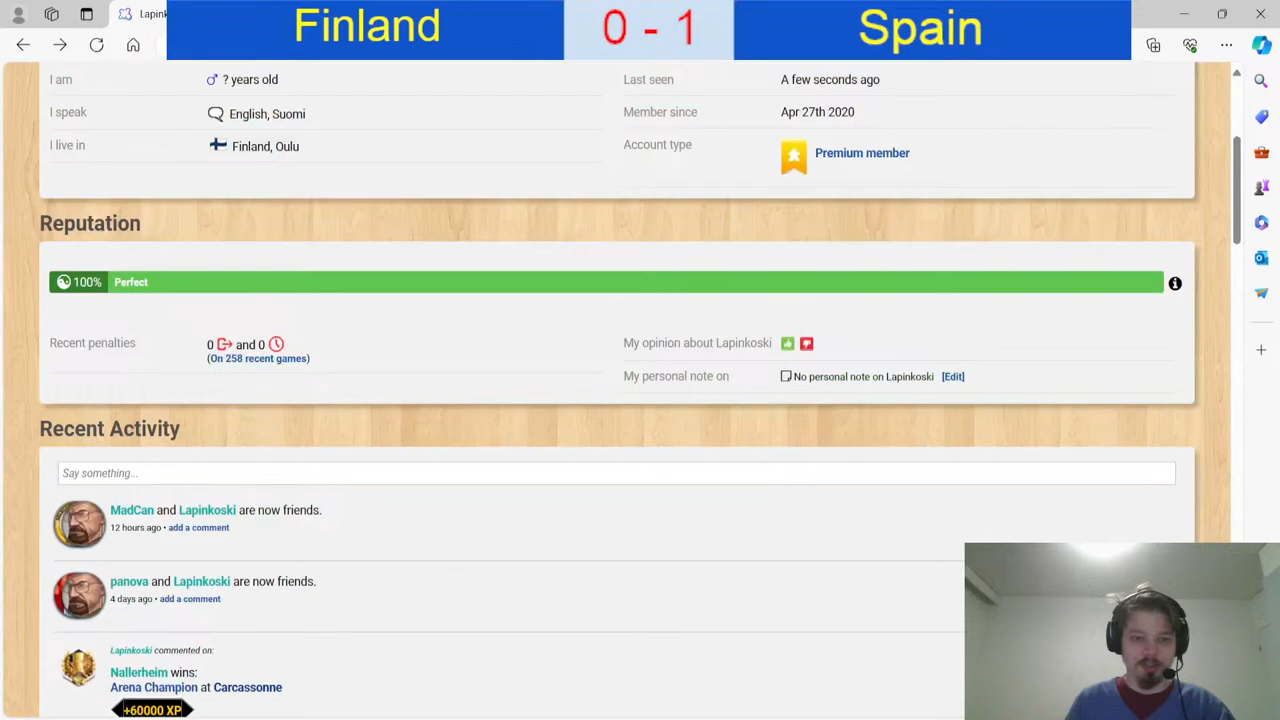 Lapin
Finland 0 - 1 Spain
I am ? years old
I speak English, Suomi
I live in Finland, Oulu
Last seen A few seconds ago
Member since Apr 27th 2020
Account type Premium member
Reputation
100% Perfect
Recent penalties 0 and 0
(On 258 recent games)
My opinion about Lapinkoski
My personal note on No personal note on Lapinkoski [Edit]
Recent Activity
Say something...
MadCan and Lapinkoski are now friends.
12 hours ago • add a comment
panova and Lapinkoski are now friends.
4 days ago • add a comment
Lapinkoski commented on:
Nallerheim wins:
Arena Champion at Carcassonne
+60000 XP